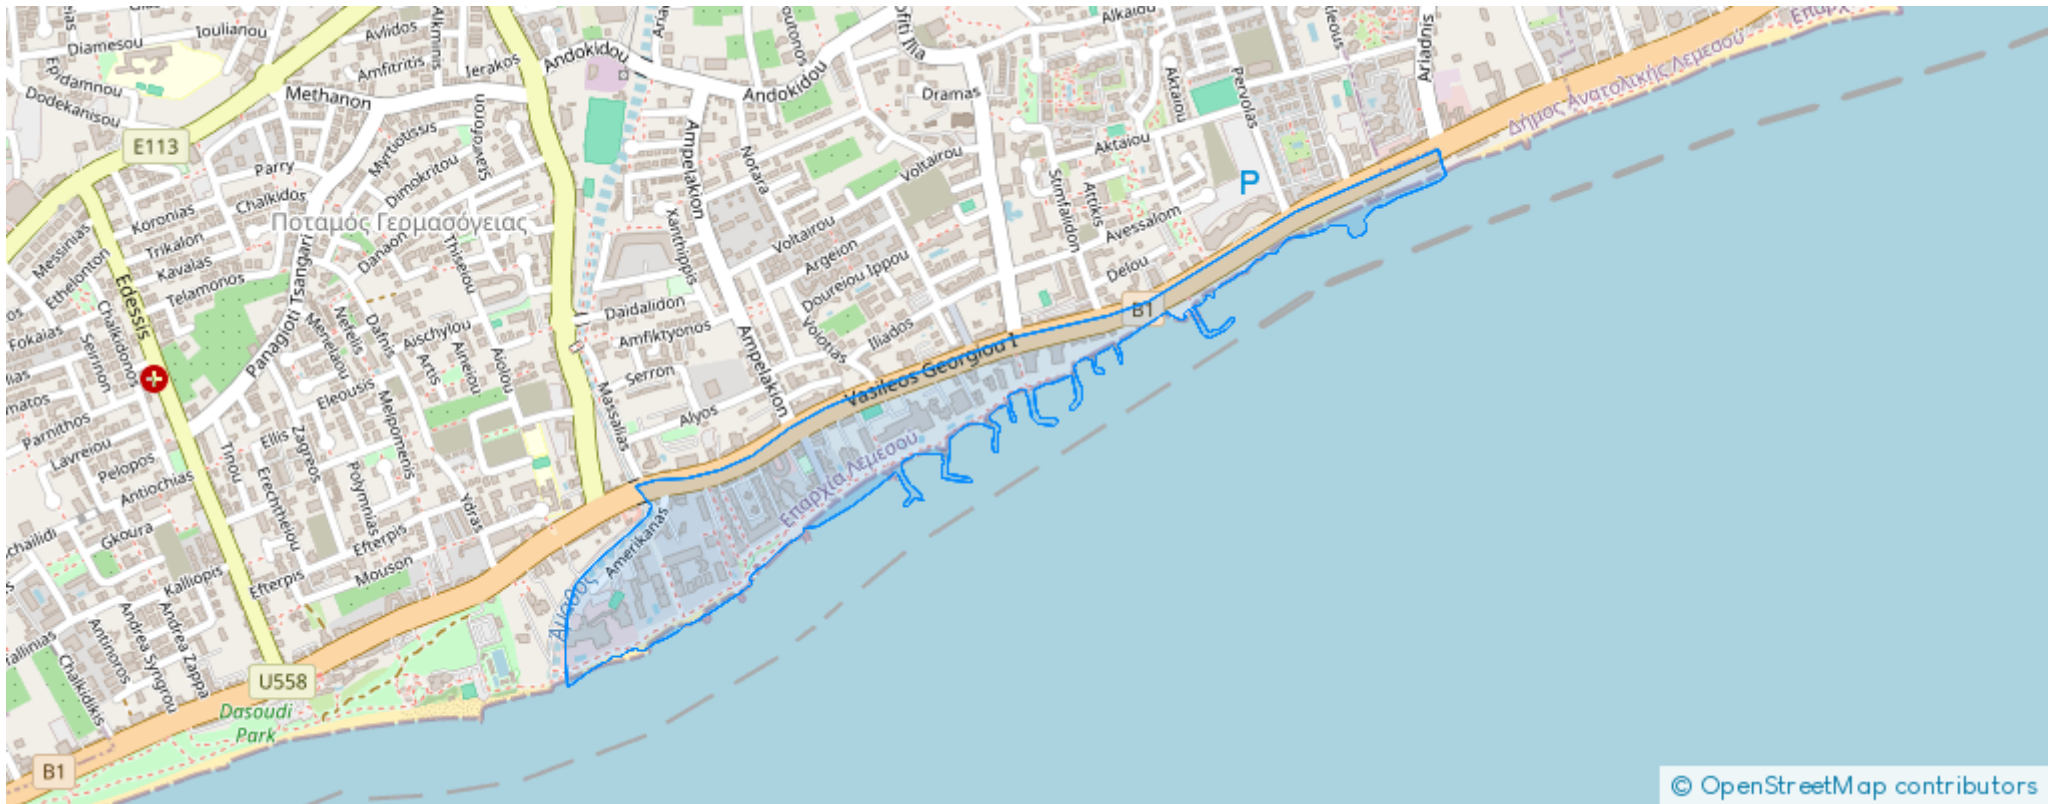 Diamesou
Ioulianou
Avlidos
Alkminis
Ierakos
Amfitritis
Epidamnou
Dodekanisou
Methanon
Andokidou
Andokidou
Alkaiou
Dramas
Aktaiou
Pervolas
Ariadnis
E113
Parry
Myrtiotissis
Dimokritou
Chalkidos
Koronias
Trikalon
Kavalas
Telamonos
Messinias
Ethelonton
Edessis
Ποταμός Γερμασόγειας
Danaon
Thiseiou
Panagioti Tsangari
Ampelakion
Xanthippis
Notara
Voltairou
Voltairou
Argeion
Doureiou Ippou
Iliados
Voiotias
Stimfalidon
Attikis
Aktaiou
Avessalom
Delou
P
B1
Δήμος Ανατολικής Λεμεσού
Daidalidon
Amfiktyonos
Serron
Alyos
Massalias
Ampelakion
Vasileos Georgiou I
Επαρχία Λεμεσού
Fokaias
Chalkidonos
Parnithos
Lavreiou
Pelopos
Antiochias
Gkoura
Kalliopis
Tinou
Ellis
Zagreos
Erechtheiou
Polymnias
Eleousis
Menelaou
Nefelis
Dafnis
Aischylou
Artis
Aineiou
Aiolou
Melpomenis
Ydras
Efterpis
Efterpis
Mouson
Amerikanas
Αμαθος
Andrea Zappa
Andrea Syngrou
Antinoros
Chalkidikis
U558
Dasoudi
Park
B1
© OpenStreetMap contributors